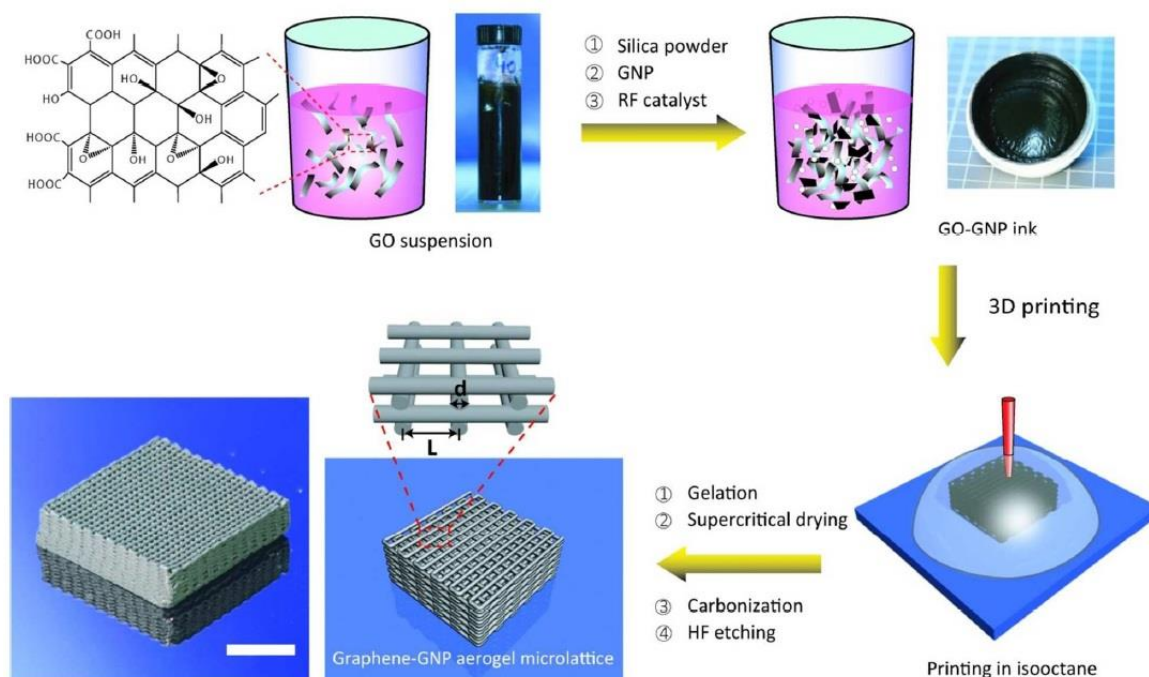 COOH
HOOC
HO
HO
O
OH
HO
OH
O
OH
O
OH
HOOC
HOOC
GO suspension
① Silica powder
② GNP
③ RF catalyst
GO-GNP ink
3D printing
d
L
① Gelation
② Supercritical drying
③ Carbonization
④ HF etching
Graphene-GNP aerogel microlattice
Printing in isooctane